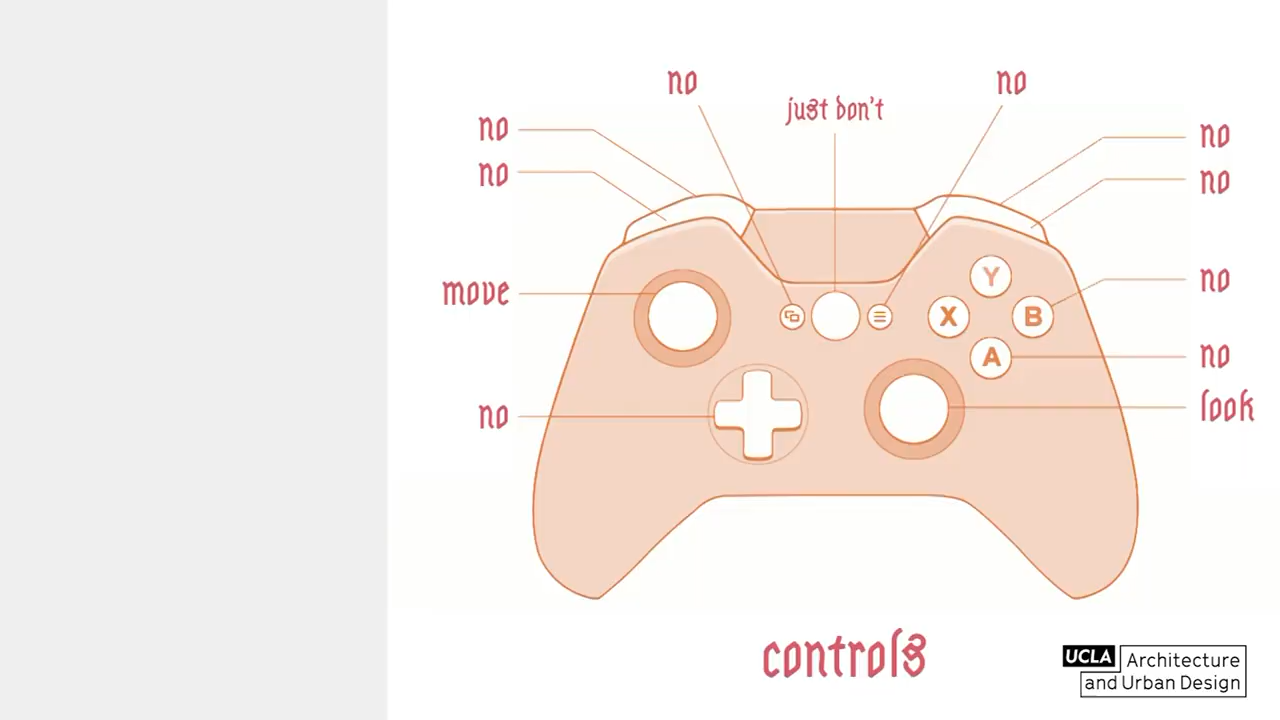 no
no
just don't
no
no
no
no
no
move
no
Y
X
B
A
no
no
look
controls
UCLA
Architecture
and Urban Design